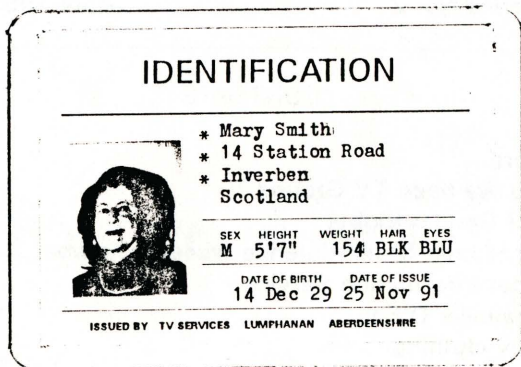 IDENTIFICATION
* Mary Smith
* 14 Station Road
* Inverben
Scotland
SEX HEIGHT WEIGHT HAIR EYES
M 5'7" 154 BLK BLU
DATE OF BIRTH DATE OF ISSUE
14 Dec 29 25 Nov 91
ISSUED BY TV SERVICES LUMPHANAN ABERDEENSHIRE